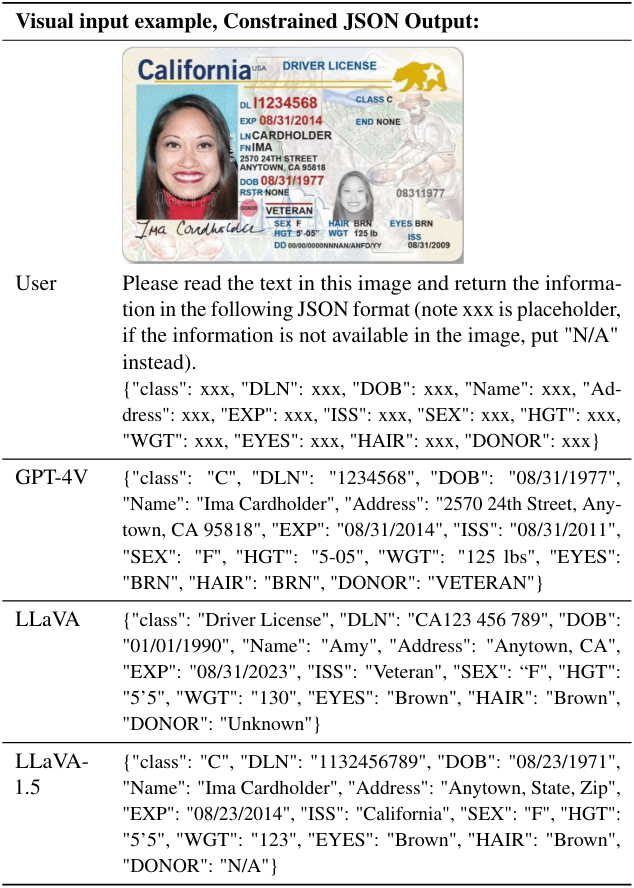 Visual input example, Constrained JSON Output:
California USA DRIVER LICENSE
DL I1234568 CLASS C
EXP 08/31/2014 END NONE
LN CARDHOLDER
FN IMA
2570 24TH STREET
ANYTOWN, CA 95818
DOB 08/31/1977
RSTR NONE 08311977
DONOR VETERAN
SEX F HAIR BRN EYES BRN
HGT 5'-05" WGT 125 lb ISS
DD 00/00/0000NNNAN/ANFD/YY 08/31/2009
Ima Cardholder
User Please read the text in this image and return the informa-
tion in the following JSON format (note xxx is placeholder,
if the information is not available in the image, put "N/A"
instead).
{"class": xxx, "DLN": xxx, "DOB": xxx, "Name": xxx, "Ad-
dress": xxx, "EXP": xxx, "ISS": xxx, "SEX": xxx, "HGT": xxx,
"WGT": xxx, "EYES": xxx, "HAIR": xxx, "DONOR": xxx}
GPT-4V {"class": "C", "DLN": "1234568", "DOB": "08/31/1977",
"Name": "Ima Cardholder", "Address": "2570 24th Street, Any-
town, CA 95818", "EXP": "08/31/2014", "ISS": "08/31/2011",
"SEX": "F", "HGT": "5-05", "WGT": "125 lbs", "EYES":
"BRN", "HAIR": "BRN", "DONOR": "VETERAN"}
LLaVA {"class": "Driver License", "DLN": "CA123 456 789", "DOB":
"01/01/1990", "Name": "Amy", "Address": "Anytown, CA",
"EXP": "08/31/2023", "ISS": "Veteran", "SEX": “F", "HGT":
"5’5", "WGT": "130", "EYES": "Brown", "HAIR": "Brown",
"DONOR": "Unknown"}
LLaVA- {"class": "C", "DLN": "1132456789", "DOB": "08/23/1971",
1.5 "Name": "Ima Cardholder", "Address": "Anytown, State, Zip",
"EXP": "08/23/2014", "ISS": "California", "SEX": "F", "HGT":
"5’5", "WGT": "123", "EYES": "Brown", "HAIR": "Brown",
"DONOR": "N/A"}